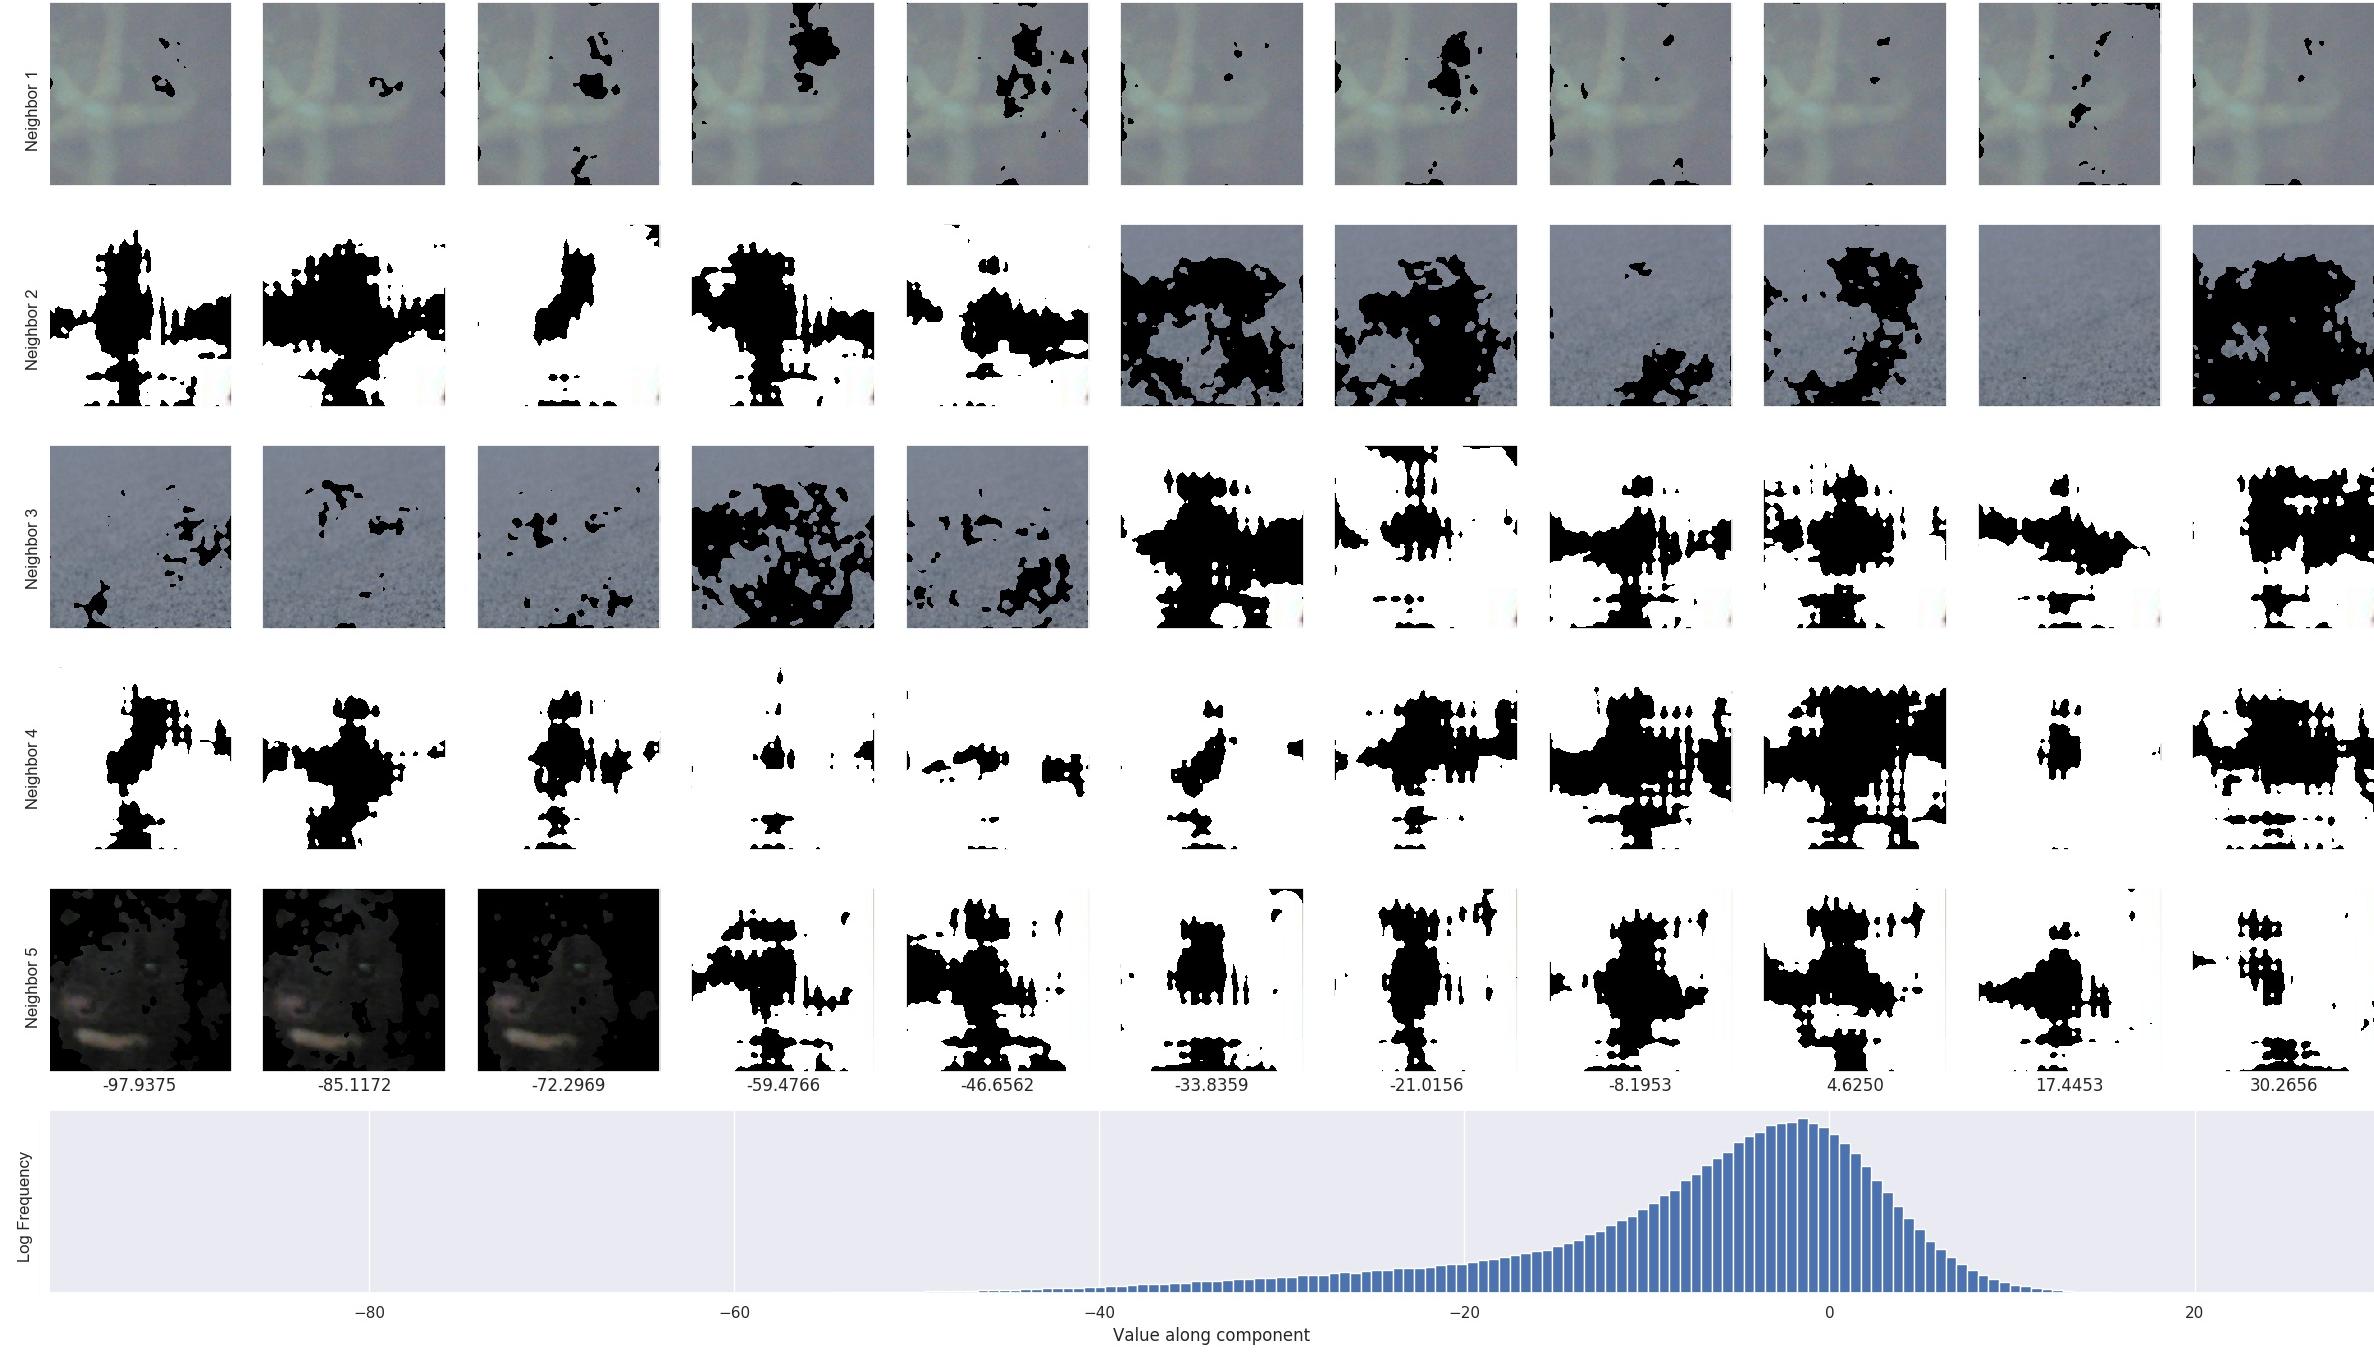 Neighbor 1
Neighbor 2
Neighbor 3
Neighbor 4
Neighbor 5
-97.9375 -85.1172 -72.2969 -59.4766 -46.6562 -33.8359 -21.0156 -8.1953 4.6250 17.4453 30.2656
Log Frequency
−80 −60 −40 −20 0 20
Value along component